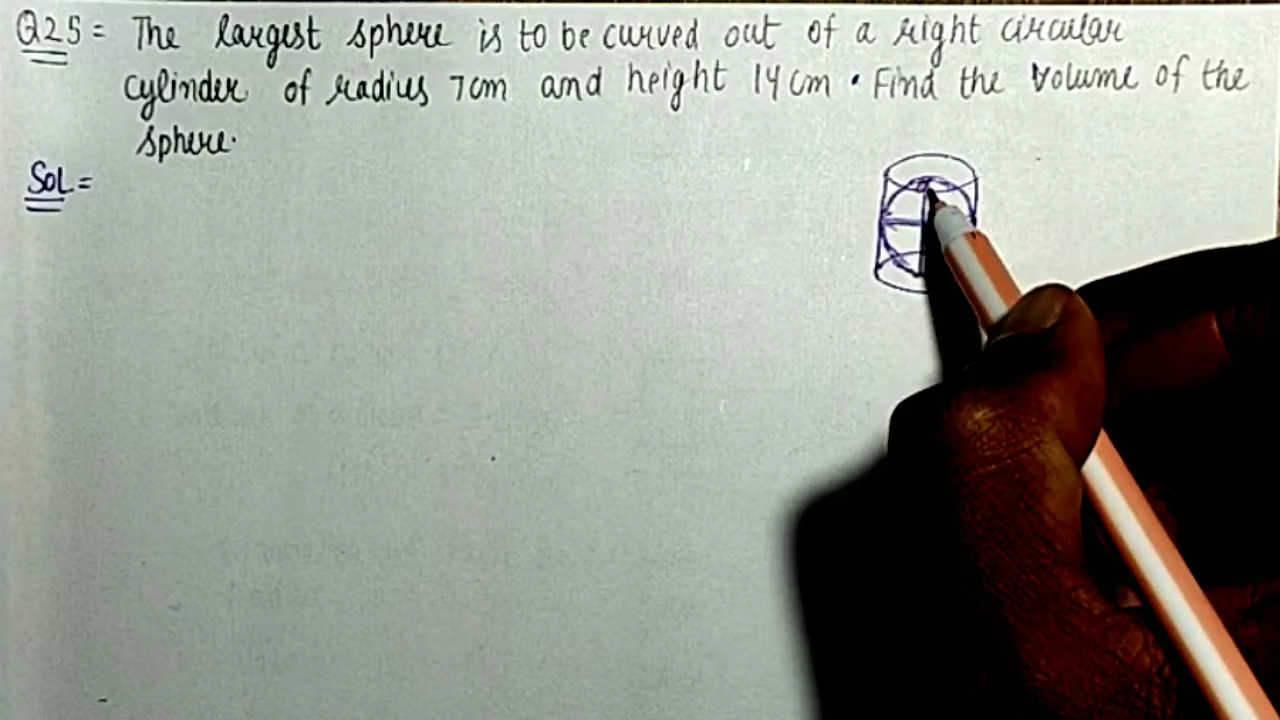 Q25 = The largest sphere is to be curved out of a right circular
cylinder of radius 7cm and height 14cm. Find the volume of the
sphere.
Sol =